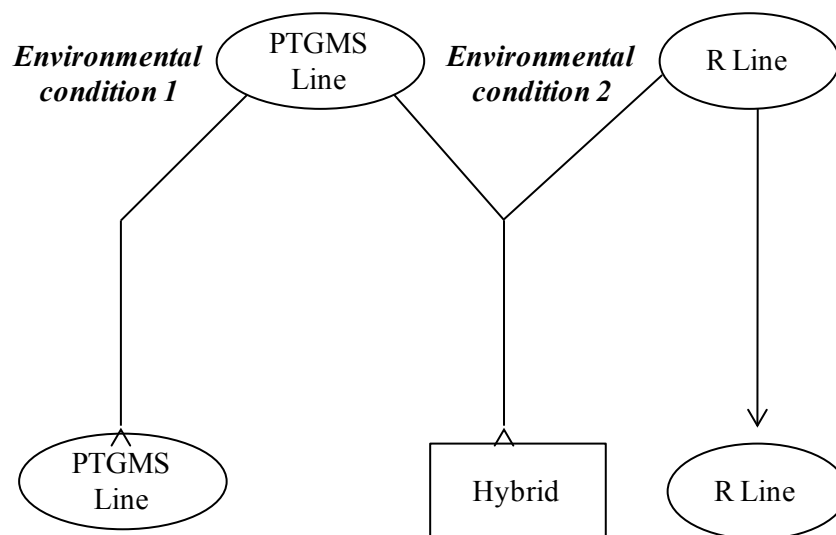 Environmental
condition 1
PTGMS
Line
Environmental
condition 2
R Line
PTGMS
Line
Hybrid
R Line